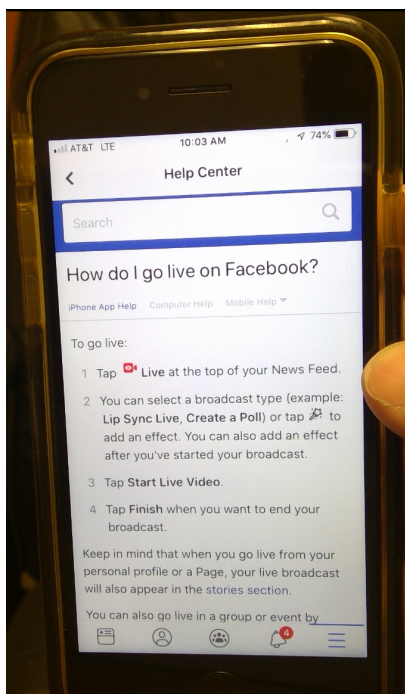 AT&T LTE 10:03 AM 74%
Help Center
Search
How do I go live on Facebook?
iPhone App Help Computer Help Mobile Help
To go live:
1 Tap Live at the top of your News Feed.
2 You can select a broadcast type (example:
Lip Sync Live, Create a Poll) or tap to
add an effect. You can also add an effect
after you've started your broadcast.
3 Tap Start Live Video.
4 Tap Finish when you want to end your
broadcast.
Keep in mind that when you go live from your
personal profile or a Page, your live broadcast
will also appear in the stories section.
You can also go live in a group or event by
4